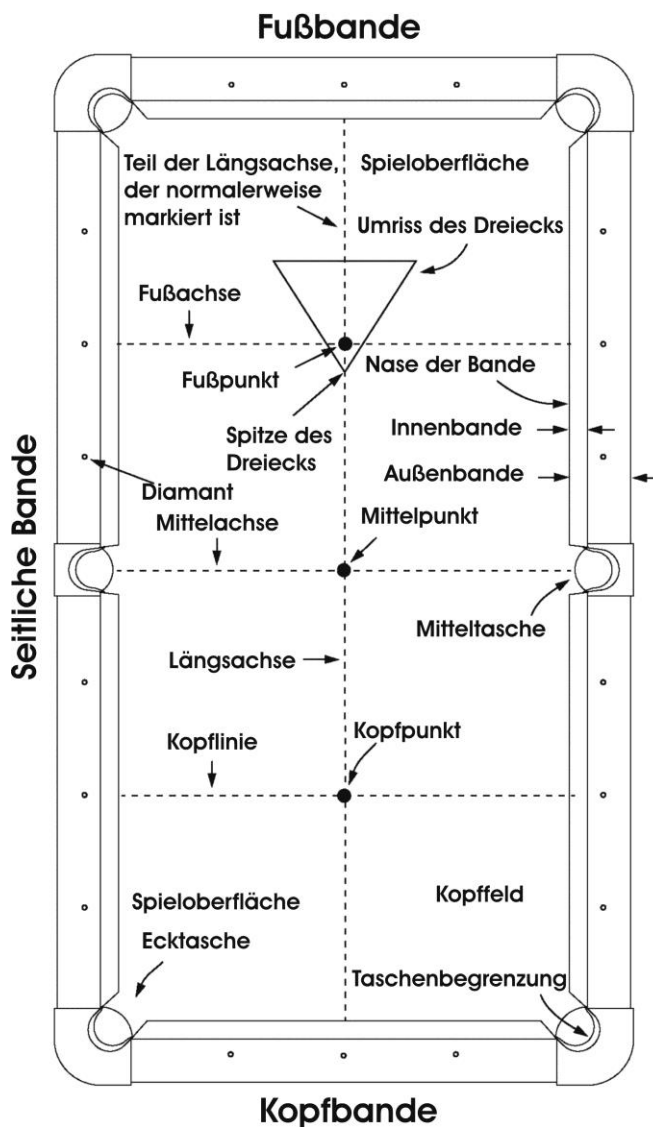 Fußbande
Teil der Längsachse,
der normalerweise
markiert ist
Spieloberfläche
Umriss des Dreiecks
Fußachse
Fußpunkt
Nase der Bande
Spitze des
Dreiecks
Innenbande
Außenbande
Diamant
Mittelachse
Mittelpunkt
Seitliche Bande
Mitteltasche
Längsachse
Kopflinie
Kopfpunkt
Spieloberfläche
Kopffeld
Ecktasche
Taschenbegrenzung
Kopfbande